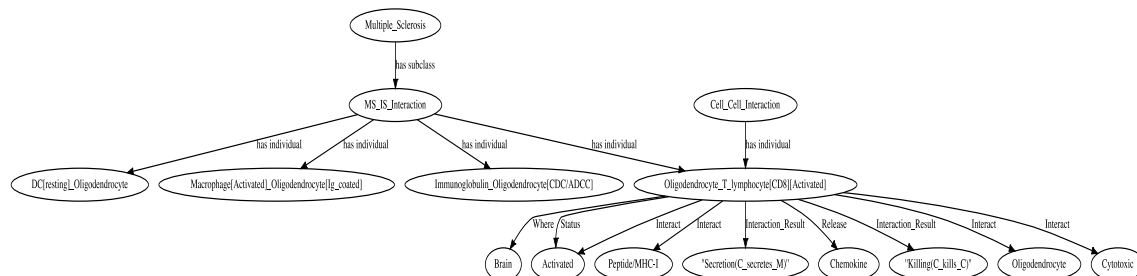 Multiple_Sclerosis
has subclass
MS_IS_Interaction
Cell_Cell_Interaction
has individual
has individual
has individual
has individual
has individual
DC[resting]_Oligodendrocyte
Macrophage[Activated]_Oligodendrocyte[Ig_coated]
Immunoglobulin_Oligodendrocyte[CDC/ADCC]
Oligodendrocyte_T_lymphocyte[CD8][Activated]
Where
Status
Interact
Interact
Interaction_Result
Release
Interaction_Result
Interact
Interact
Brain
Activated
Peptide/MHC-I
"Secretion(C_secretes_M)"
Chemokine
"Killing(C_kills_C)"
Oligodendrocyte
Cytotoxic